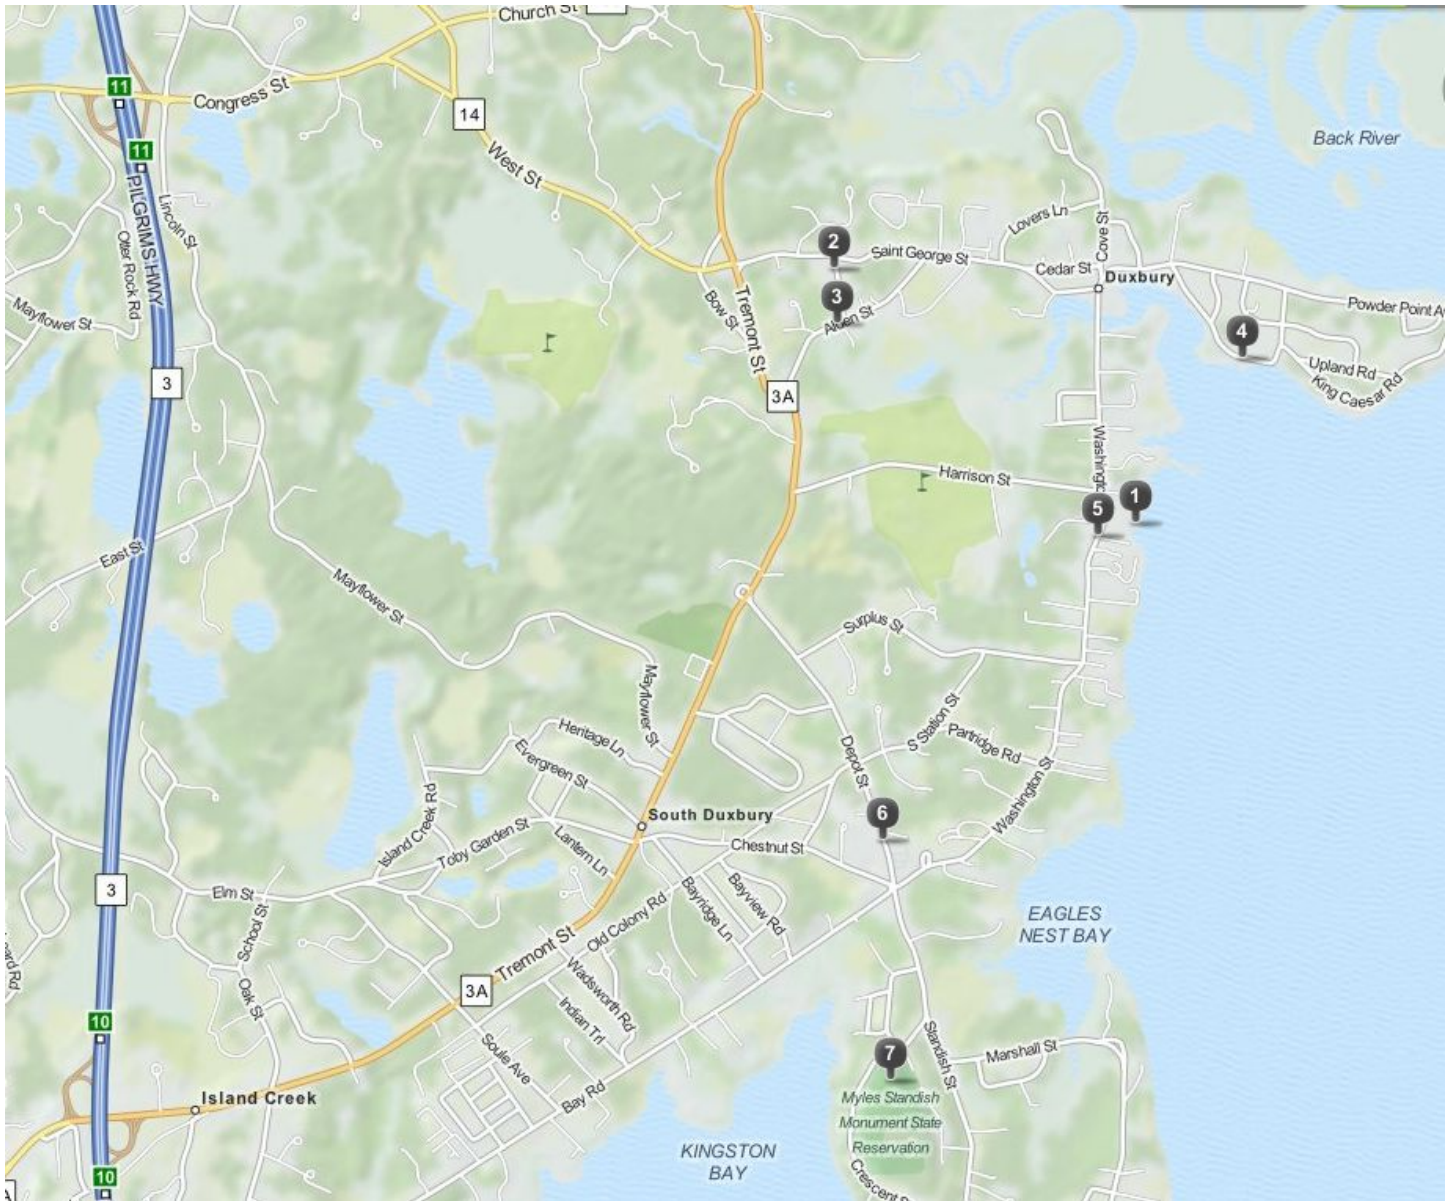 Church St
11
Congress St
14
Back River
11
West St
PILGRIMS HWY
Lincoln St
Otter Rock Rd
Lovers Ln
Cove St
2
Saint George St
Cedar St
Duxbury
3
Alden St
Bow St
Tremont St
Mayflower St
Powder Point A
4
Upland Rd
King Caesar Rd
3
3A
Washingto
Harrison St
1
5
East St
Mayflower St
Surplus St
Mayflower St
S Station St
Partridge Rd
Heritage Ln
Evergreen St
Depot St
Washington St
Island Creek Rd
6
South Duxbury
Toby Garden St
Lantern Ln
Chestnut St
3
Elm St
School St
Bayridge Ln
Bayview Rd
Old Colony Rd
EAGLES
NEST BAY
ard Rd
Oak St
3A
Tremont St
Wadsworth Rd
Indian Trl
10
Soule Ave
7
Standish St
Marshall St
Island Creek
Bay Rd
Myles Standish
Monument State
Reservation
KINGSTON
BAY
Crescent S
10
A